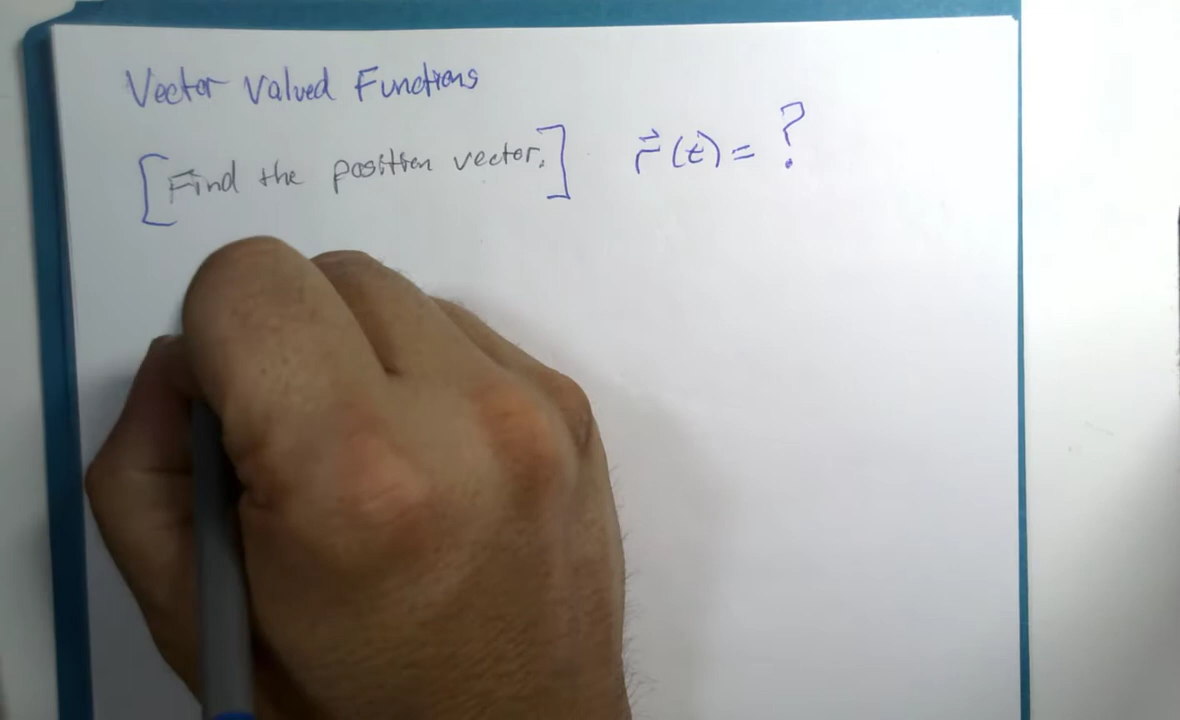 Vector Valued Functions
[Find the position vector.] r⃗(t) = ?